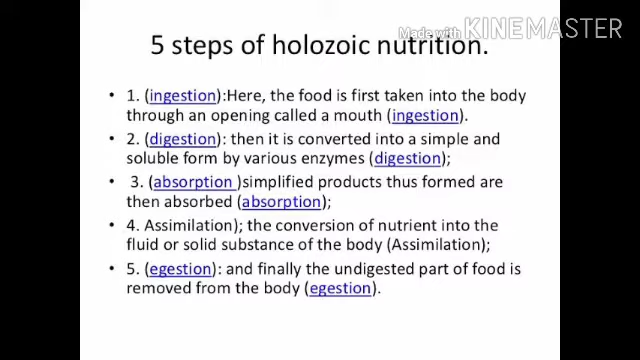 Made with KINEMASTER
5 steps of holozoic nutrition.
• 1. (ingestion):Here, the food is first taken into the body
through an opening called a mouth (ingestion).
• 2. (digestion): then it is converted into a simple and
soluble form by various enzymes (digestion);
• 3. (absorption )simplified products thus formed are
then absorbed (absorption);
• 4. Assimilation); the conversion of nutrient into the
fluid or solid substance of the body (Assimilation);
• 5. (egestion): and finally the undigested part of food is
removed from the body (egestion).